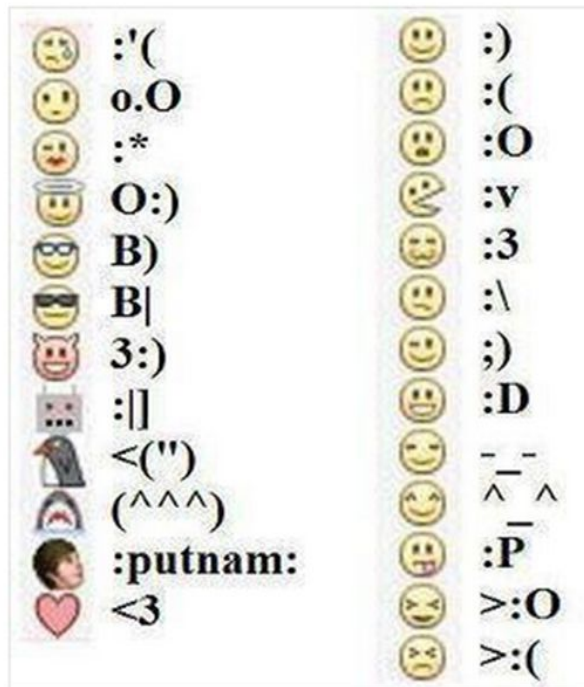 :'(
o.O
:*
O:)
B)
B|
3:)
:|]
<(")
(^^^)
:putnam:
<3
:)
:(
:O
:v
:3
:\
;)
:D
-_-
^_^
:P
>:O
>:(